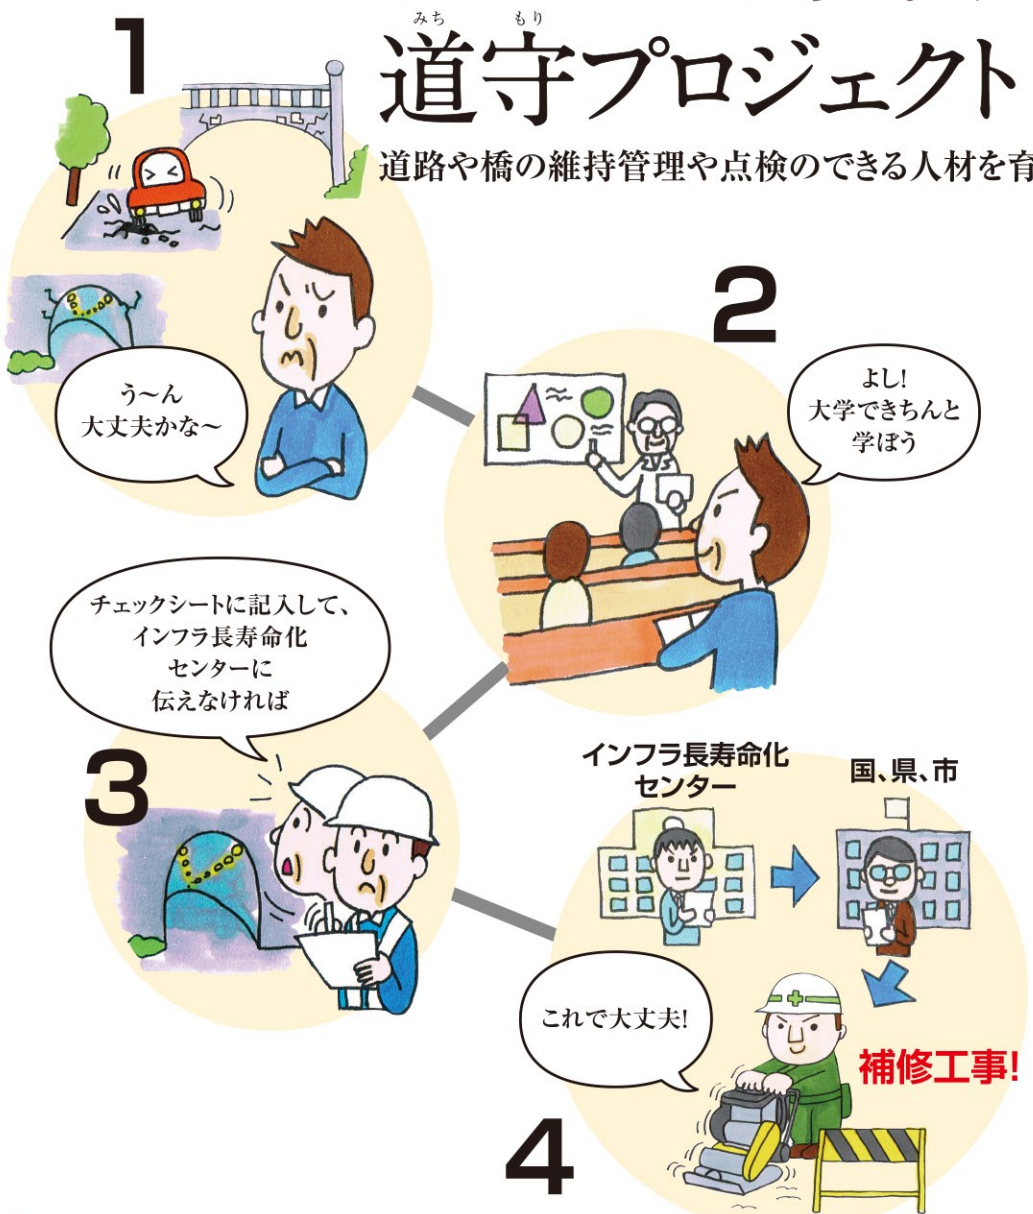 1
みち もり
道守プロジェクト
道路や橋の維持管理や点検のできる人材を育
う〜ん
大丈夫かな〜
2
よし!
大学できちんと
学ぼう
チェックシートに記入して、
インフラ長寿命化
センターに
伝えなければ
3
インフラ長寿命化
センター
国、県、市
これで大丈夫!
補修工事!
4